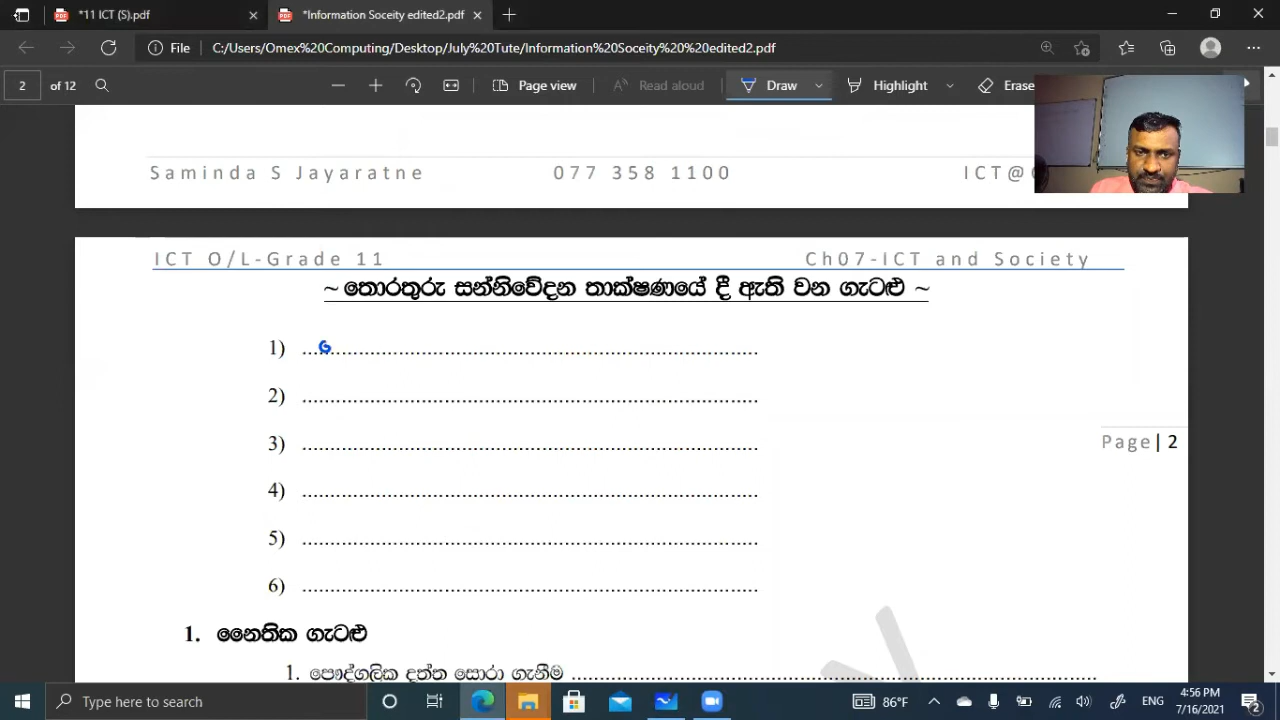 *11 ICT (S).pdf
*Information Soceity edited2.pdf
File C:/Users/Omex%20Computing/Desktop/July%20Tute/Information%20Soceity%20%20edited2.pdf
2 of 12 Page view Read aloud Draw Highlight Erase
Saminda S Jayaratne 077 358 1100 ICT@
ICT O/L-Grade 11 Ch07-ICT and Society
~ තොරතුරු සන්නිවේදන තාක්ෂණයේ දී ඇති වන ගැටළු ~
1) ..................................................
2) ..................................................
3) ..................................................
Page| 2
4) ..................................................
5) ..................................................
6) ..................................................
1. නෛතික ගැටළු
1. පෞද්ගලික දත්ත සොරා ගැනීම ..................................................
Type here to search 86°F ENG 4:56 PM
7/16/2021 2